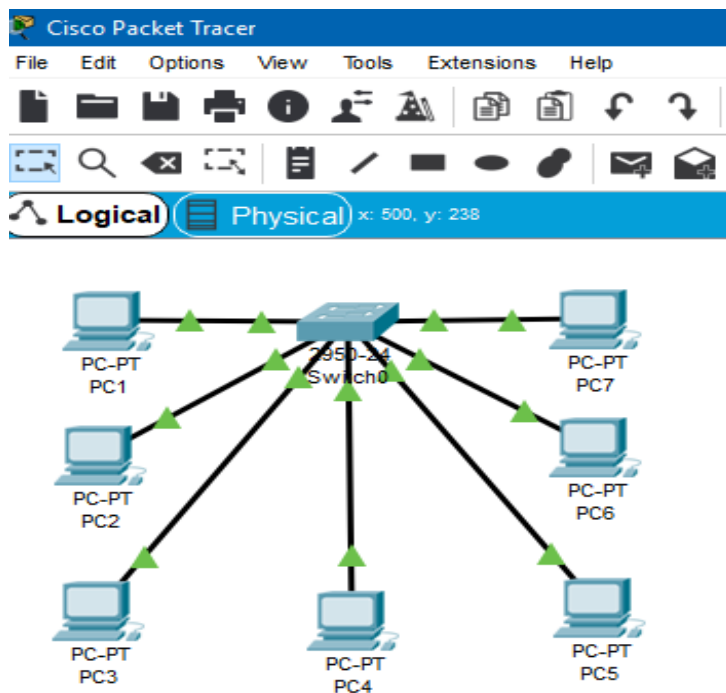 Cisco Packet Tracer
File Edit Options View Tools Extensions Help
Logical Physical x: 500, y: 238
PC-PT
PC1
2950-24
Switch0
PC-PT
PC7
PC-PT
PC2
PC-PT
PC6
PC-PT
PC3
PC-PT
PC4
PC-PT
PC5